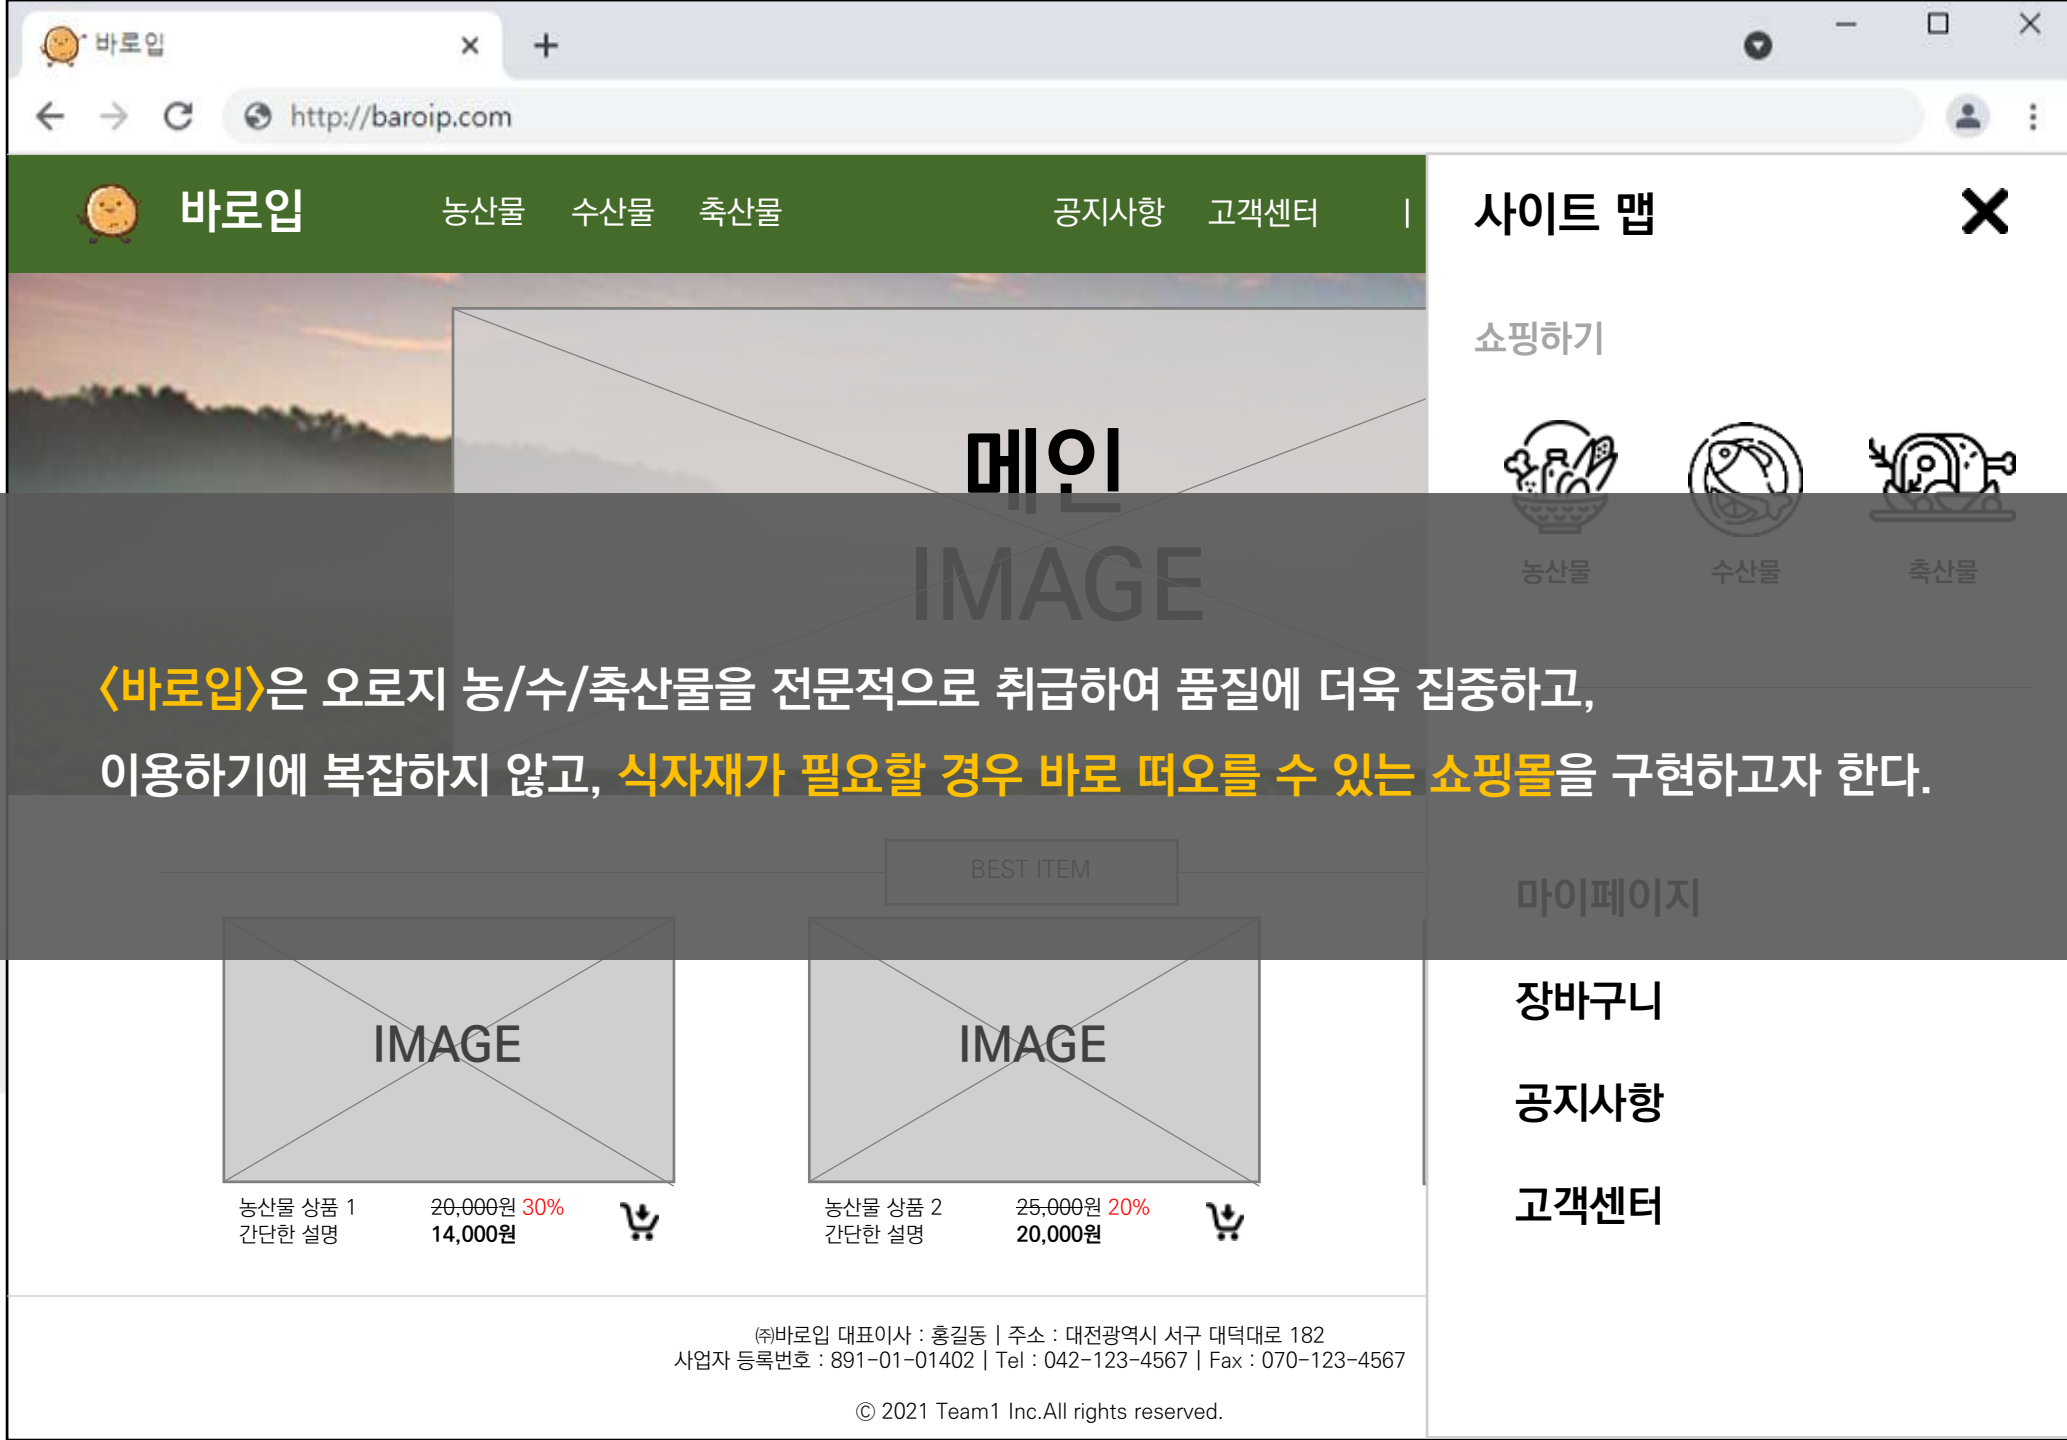 바로입
http://baroip.com
바로입 농산물 수산물 축산물 공지사항 고객센터 |
사이트 맵
쇼핑하기
메인
IMAGE
농산물 수산물 축산물
<바로입>은 오로지 농/수/축산물을 전문적으로 취급하여 품질에 더욱 집중하고,
이용하기에 복잡하지 않고, 식자재가 필요할 경우 바로 떠오를 수 있는 쇼핑몰을 구현하고자 한다.
BEST ITEM
마이페이지
장바구니
공지사항
고객센터
IMAGE
농산물 상품 1 20,000원 30%
간단한 설명 14,000원
IMAGE
농산물 상품 2 25,000원 20%
간단한 설명 20,000원
㈜바로입 대표이사 : 홍길동 | 주소 : 대전광역시 서구 대덕대로 182
사업자 등록번호 : 891-01-01402 | Tel : 042-123-4567 | Fax : 070-123-4567
ⓒ 2021 Team1 Inc.All rights reserved.